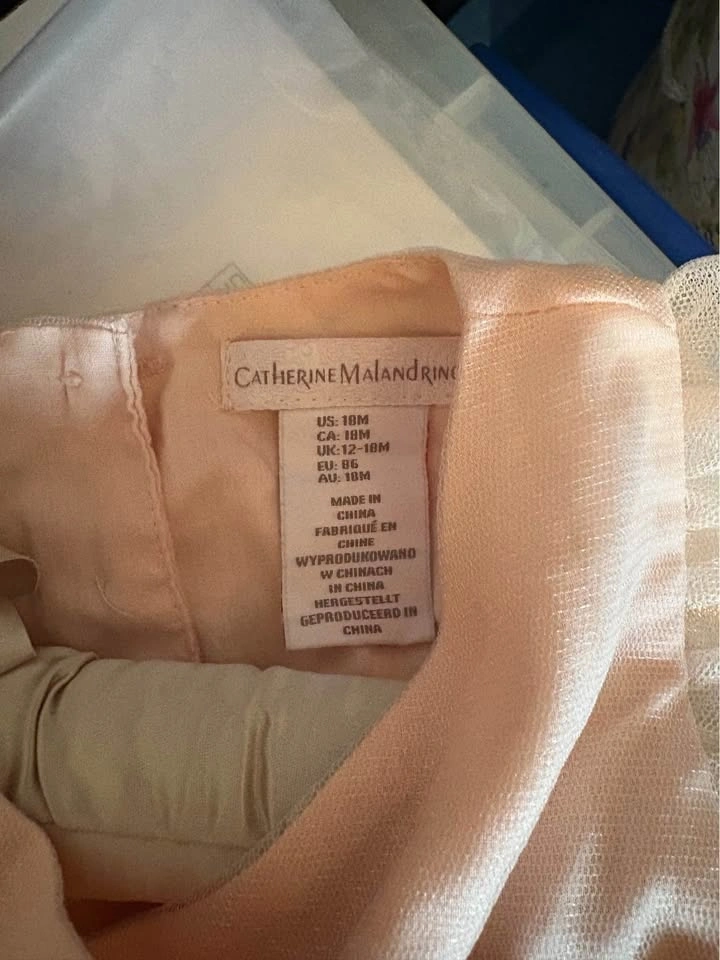 CATHERINE MALANDRINO
US: 18M
CA: 18M
UK:12-18M
EU: 86
AU: 18M
MADE IN
CHINA
FABRIQUÉ EN
CHINE
WYPRODUKOWANO
W CHINACH
IN CHINA
HERGESTELLT
GEPRODUCEERD IN
CHINA